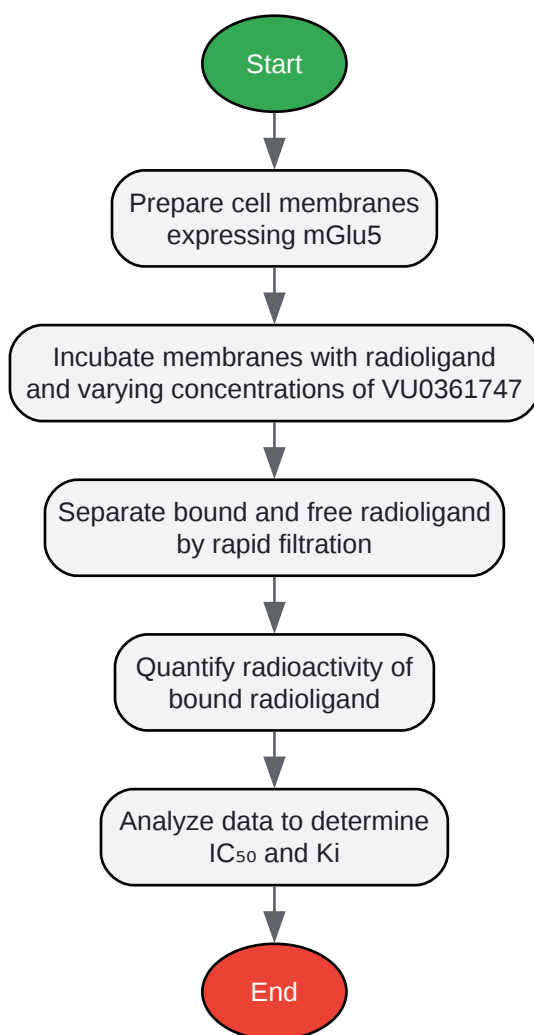 Start
Prepare cell membranes
expressing mGlu5
Incubate membranes with radioligand
and varying concentrations of VU0361747
Separate bound and free radioligand
by rapid filtration
Quantify radioactivity of
bound radioligand
Analyze data to determine
IC₅₀ and Ki
End